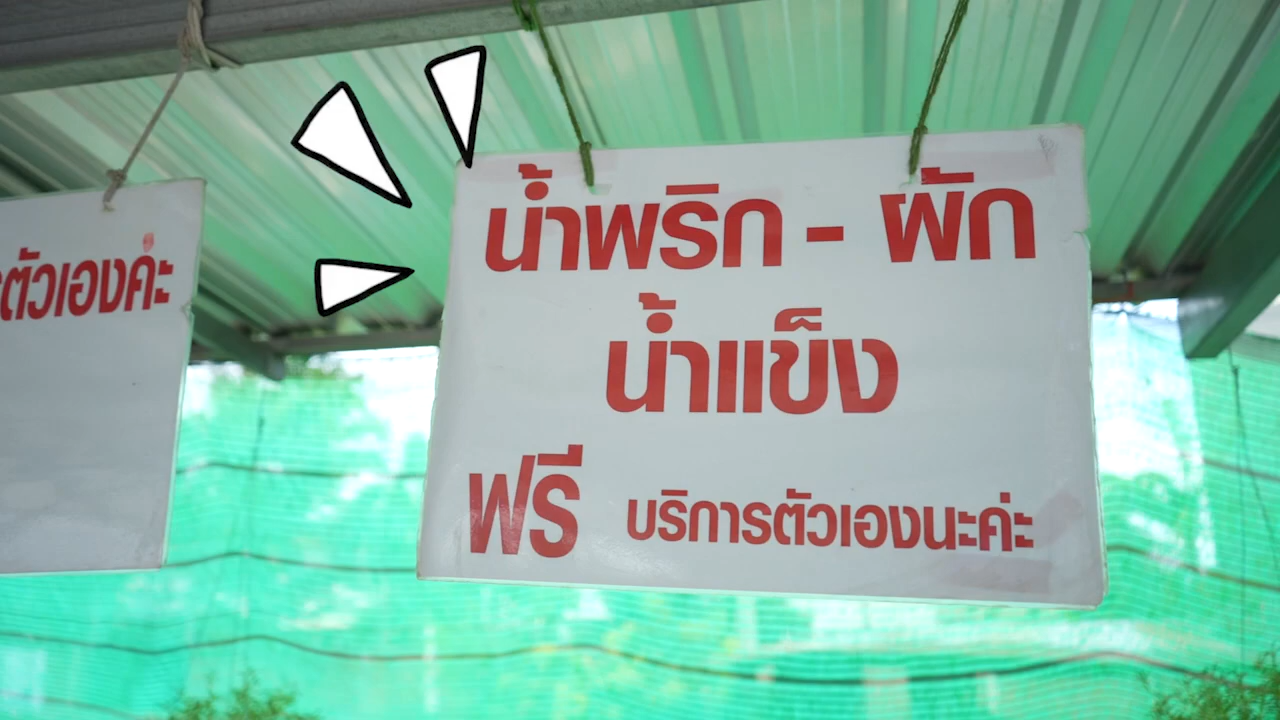 ตัวเองค่ะ
น้ำพริก - ผัก
น้ำแข็ง
ฟรี บริการตัวเองนะค่ะ